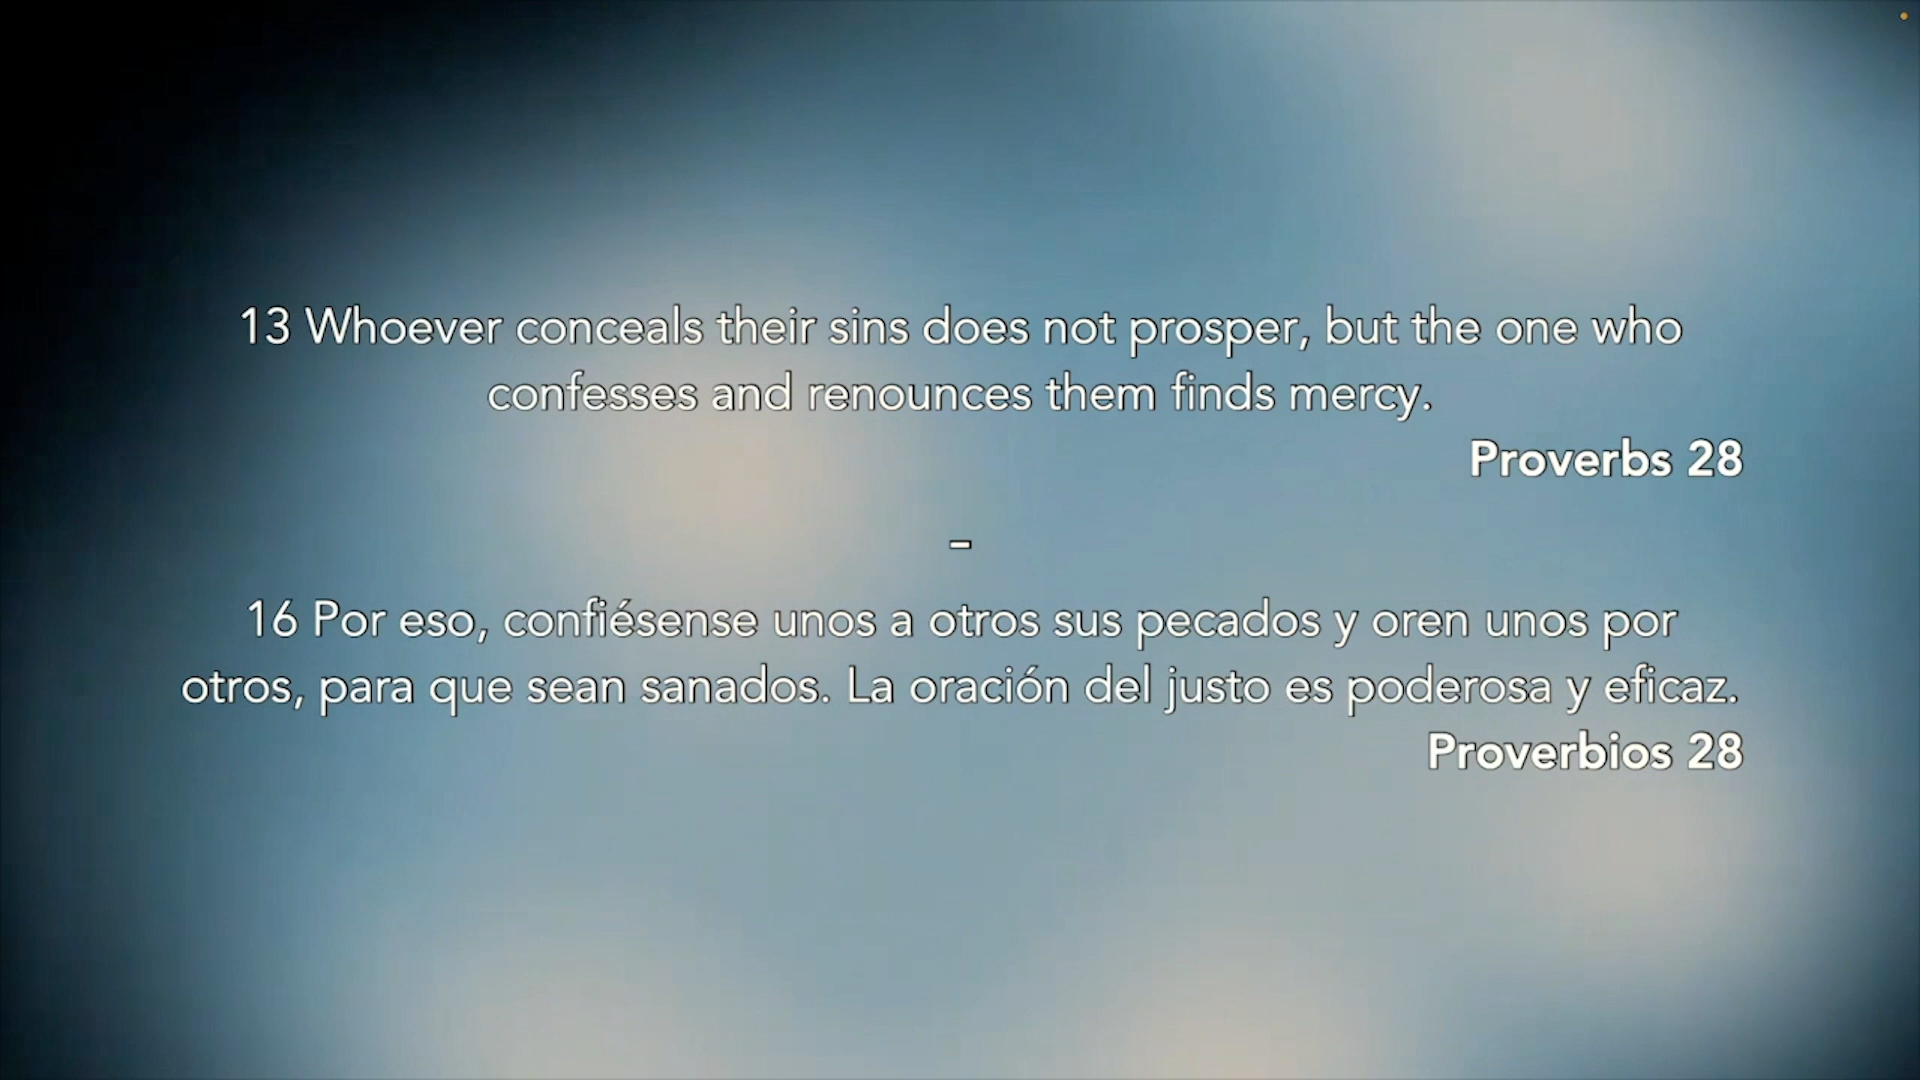 13 Whoever conceals their sins does not prosper, but the one who
confesses and renounces them finds mercy.
Proverbs 28
–
16 Por eso, confiésense unos a otros sus pecados y oren unos por
otros, para que sean sanados. La oración del justo es poderosa y eficaz.
Proverbios 28